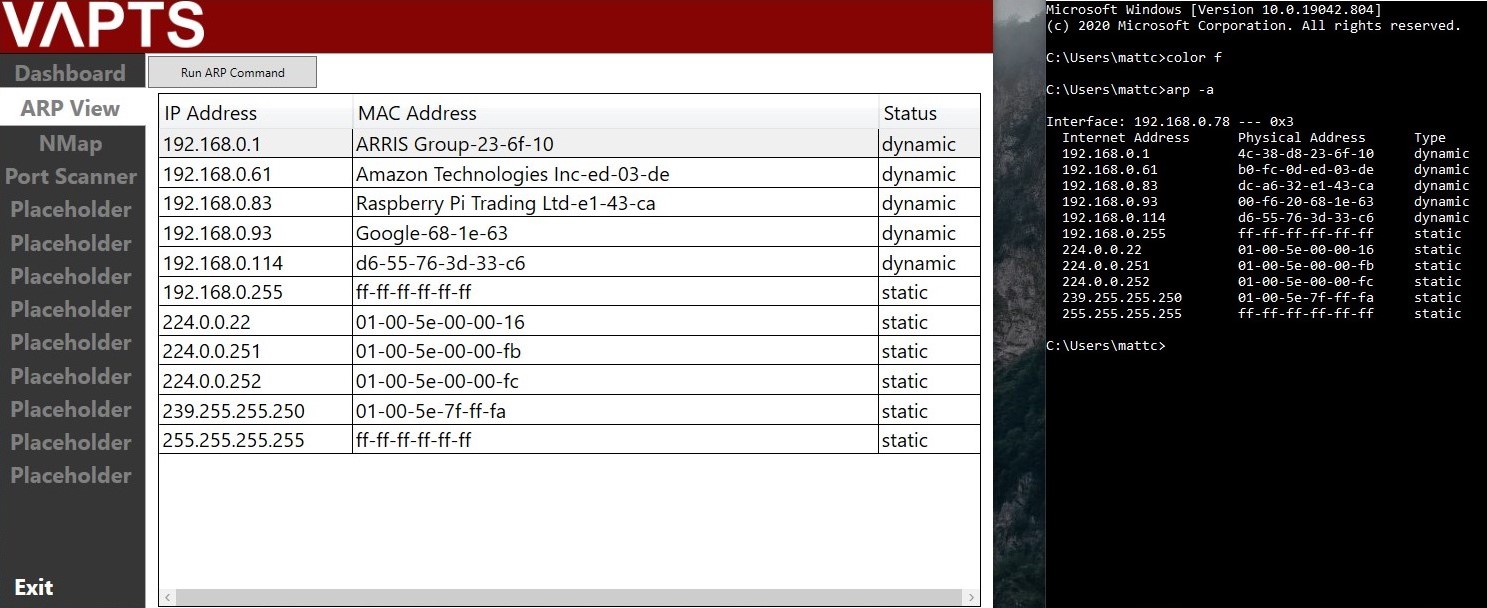 VAPTS
Dashboard
ARP View
NMap
Port Scanner
Placeholder
Placeholder
Placeholder
Placeholder
Placeholder
Placeholder
Placeholder
Placeholder
Placeholder
Exit
Run ARP Command
IP Address MAC Address Status
192.168.0.1 ARRIS Group-23-6f-10 dynamic
192.168.0.61 Amazon Technologies Inc-ed-03-de dynamic
192.168.0.83 Raspberry Pi Trading Ltd-e1-43-ca dynamic
192.168.0.93 Google-68-1e-63 dynamic
192.168.0.114 d6-55-76-3d-33-c6 dynamic
192.168.0.255 ff-ff-ff-ff-ff-ff static
224.0.0.22 01-00-5e-00-00-16 static
224.0.0.251 01-00-5e-00-00-fb static
224.0.0.252 01-00-5e-00-00-fc static
239.255.255.250 01-00-5e-7f-ff-fa static
255.255.255.255 ff-ff-ff-ff-ff-ff static
Microsoft Windows [Version 10.0.19042.804]
(c) 2020 Microsoft Corporation. All rights reserved.
C:\Users\mattc>color f
C:\Users\mattc>arp -a
Interface: 192.168.0.78 --- 0x3
Internet Address Physical Address Type
192.168.0.1 4c-38-d8-23-6f-10 dynamic
192.168.0.61 b0-fc-0d-ed-03-de dynamic
192.168.0.83 dc-a6-32-e1-43-ca dynamic
192.168.0.93 00-f6-20-68-1e-63 dynamic
192.168.0.114 d6-55-76-3d-33-c6 dynamic
192.168.0.255 ff-ff-ff-ff-ff-ff static
224.0.0.22 01-00-5e-00-00-16 static
224.0.0.251 01-00-5e-00-00-fb static
224.0.0.252 01-00-5e-00-00-fc static
239.255.255.250 01-00-5e-7f-ff-fa static
255.255.255.255 ff-ff-ff-ff-ff-ff static
C:\Users\mattc>